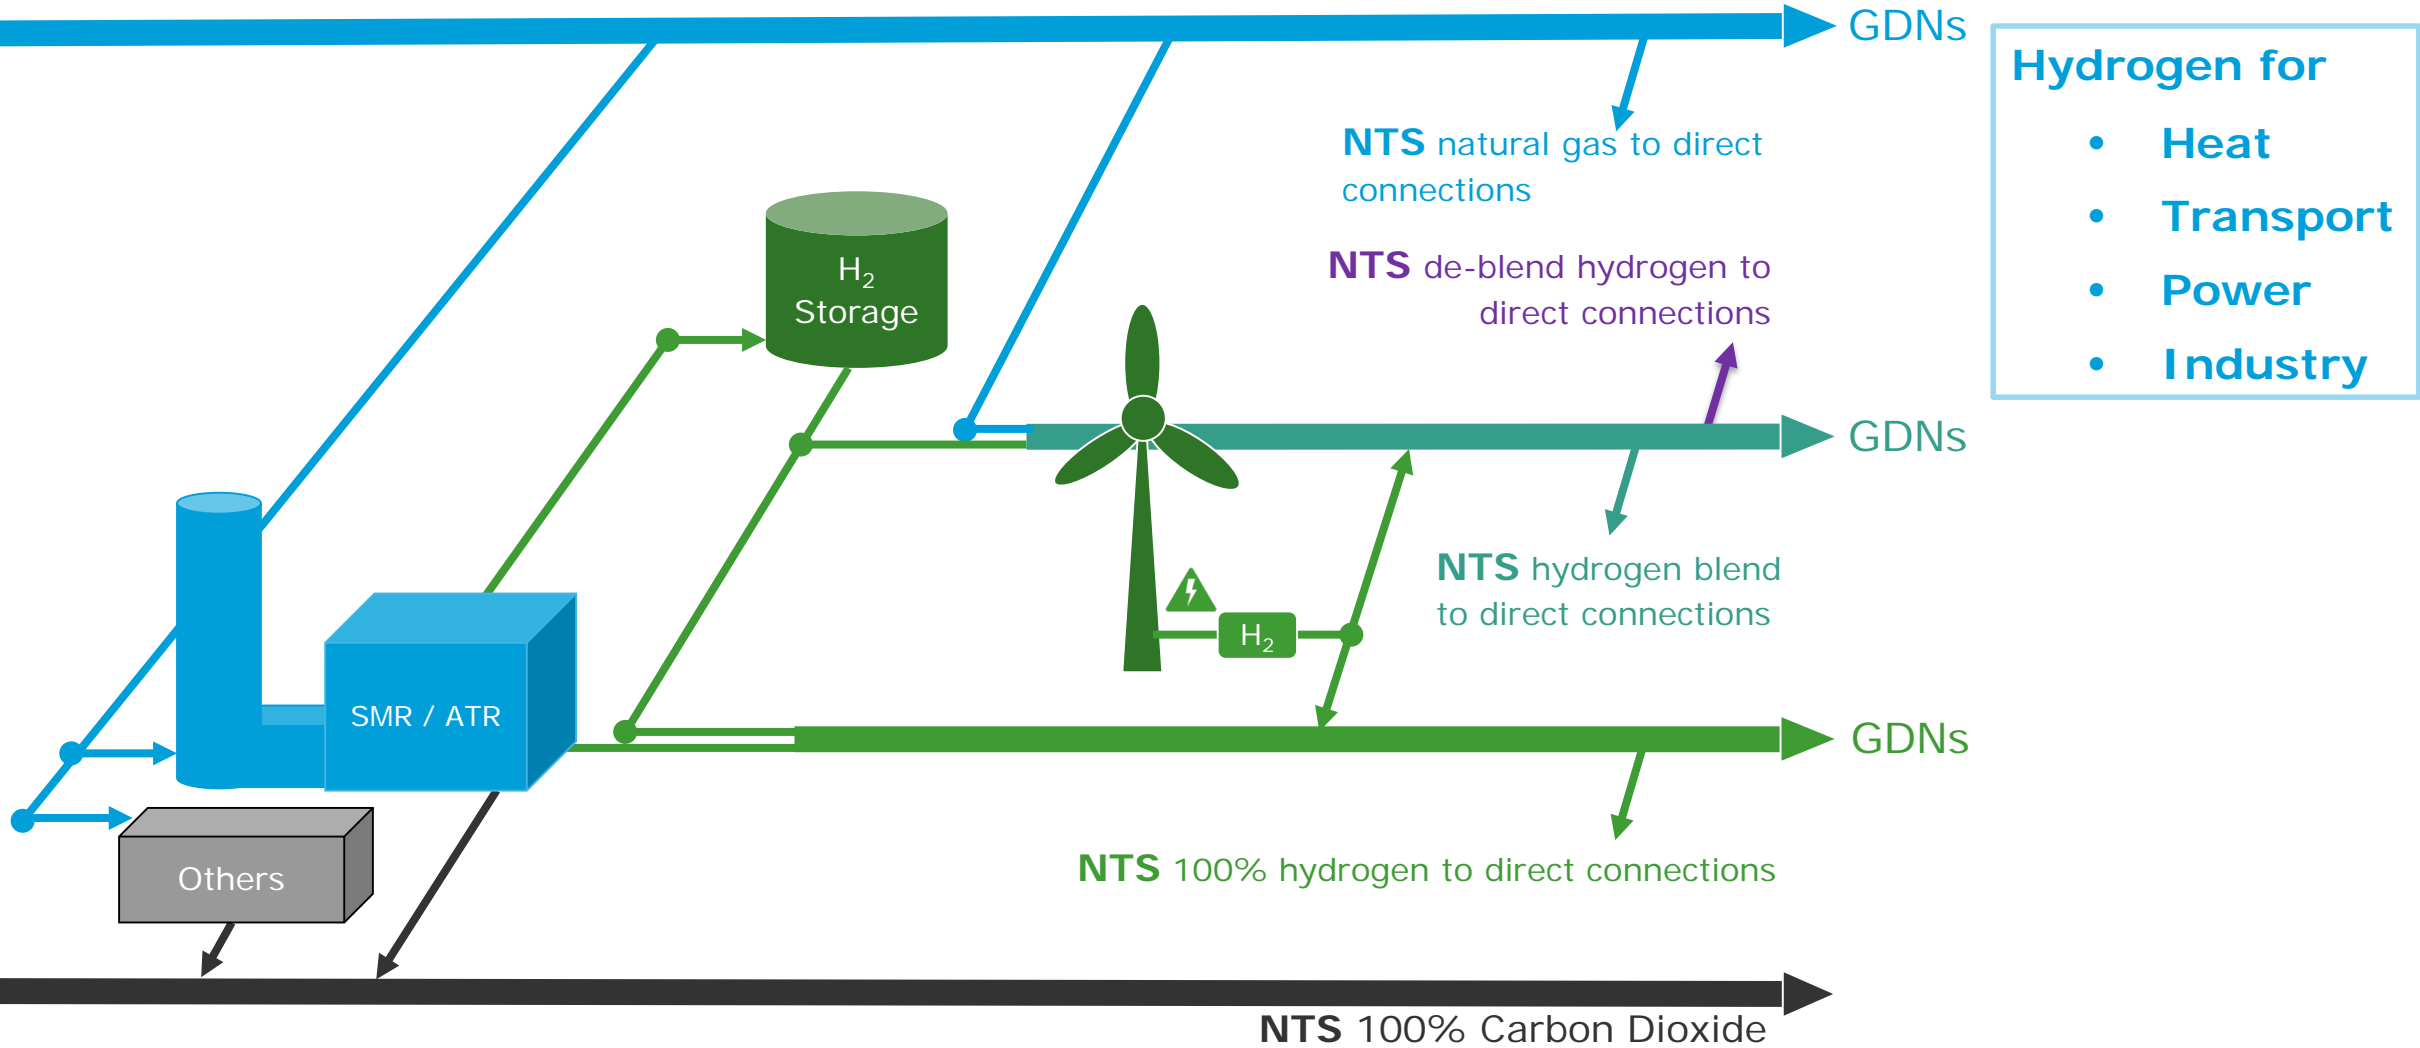 GDNs
Hydrogen for
• Heat
• Transport
• Power
• Industry
NTS natural gas to direct
connections
NTS de-blend hydrogen to
direct connections
H₂
Storage
GDNs
NTS hydrogen blend
to direct connections
H₂
SMR / ATR
GDNs
NTS 100% hydrogen to direct connections
Others
NTS 100% Carbon Dioxide